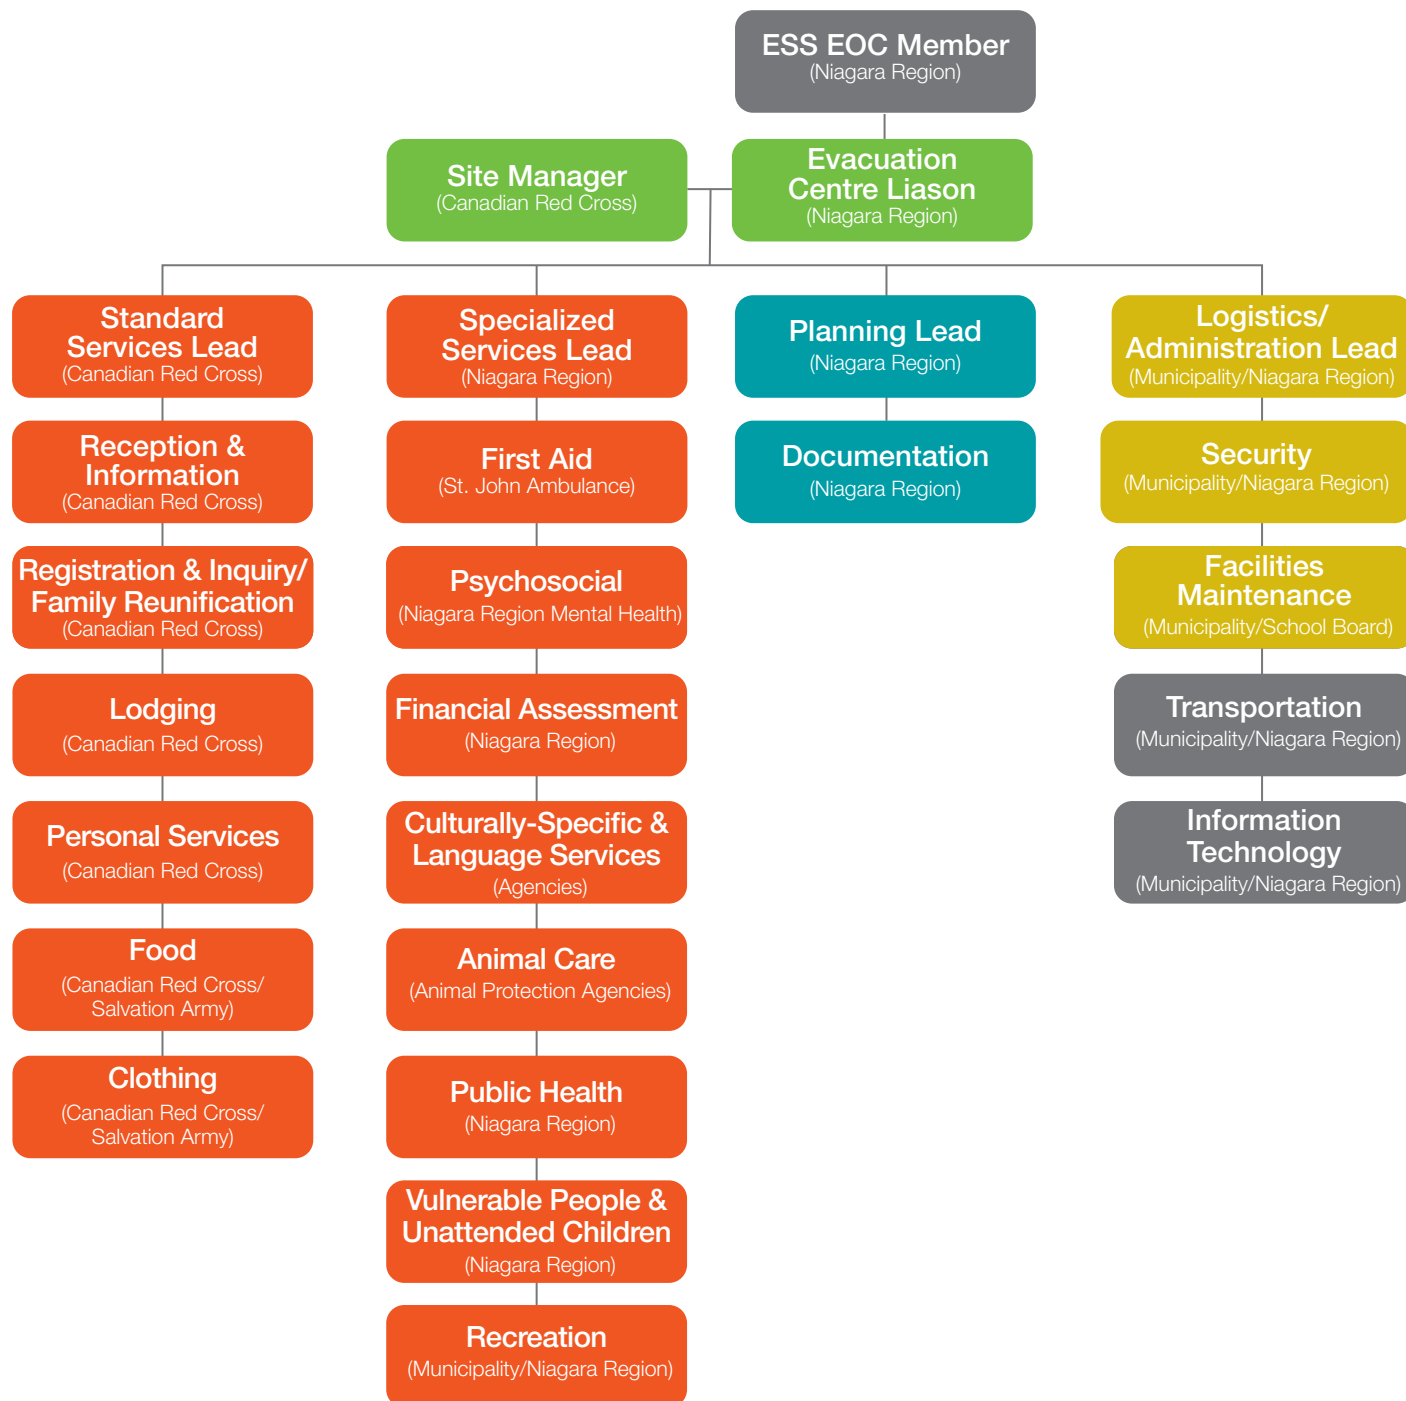 ESS EOC Member
(Niagara Region)
Site Manager
(Canadian Red Cross)
Evacuation
Centre Liason
(Niagara Region)
Standard
Services Lead
(Canadian Red Cross)
Reception &
Information
(Canadian Red Cross)
Registration & Inquiry/
Family Reunification
(Canadian Red Cross)
Lodging
(Canadian Red Cross)
Personal Services
(Canadian Red Cross)
Food
(Canadian Red Cross/
Salvation Army)
Clothing
(Canadian Red Cross/
Salvation Army)
Specialized
Services Lead
(Niagara Region)
First Aid
(St. John Ambulance)
Psychosocial
(Niagara Region Mental Health)
Financial Assessment
(Niagara Region)
Culturally-Specific &
Language Services
(Agencies)
Animal Care
(Animal Protection Agencies)
Public Health
(Niagara Region)
Vulnerable People &
Unattended Children
(Niagara Region)
Recreation
(Municipality/Niagara Region)
Planning Lead
(Niagara Region)
Documentation
(Niagara Region)
Logistics/
Administration Lead
(Municipality/Niagara Region)
Security
(Municipality/Niagara Region)
Facilities
Maintenance
(Municipality/School Board)
Transportation
(Municipality/Niagara Region)
Information
Technology
(Municipality/Niagara Region)